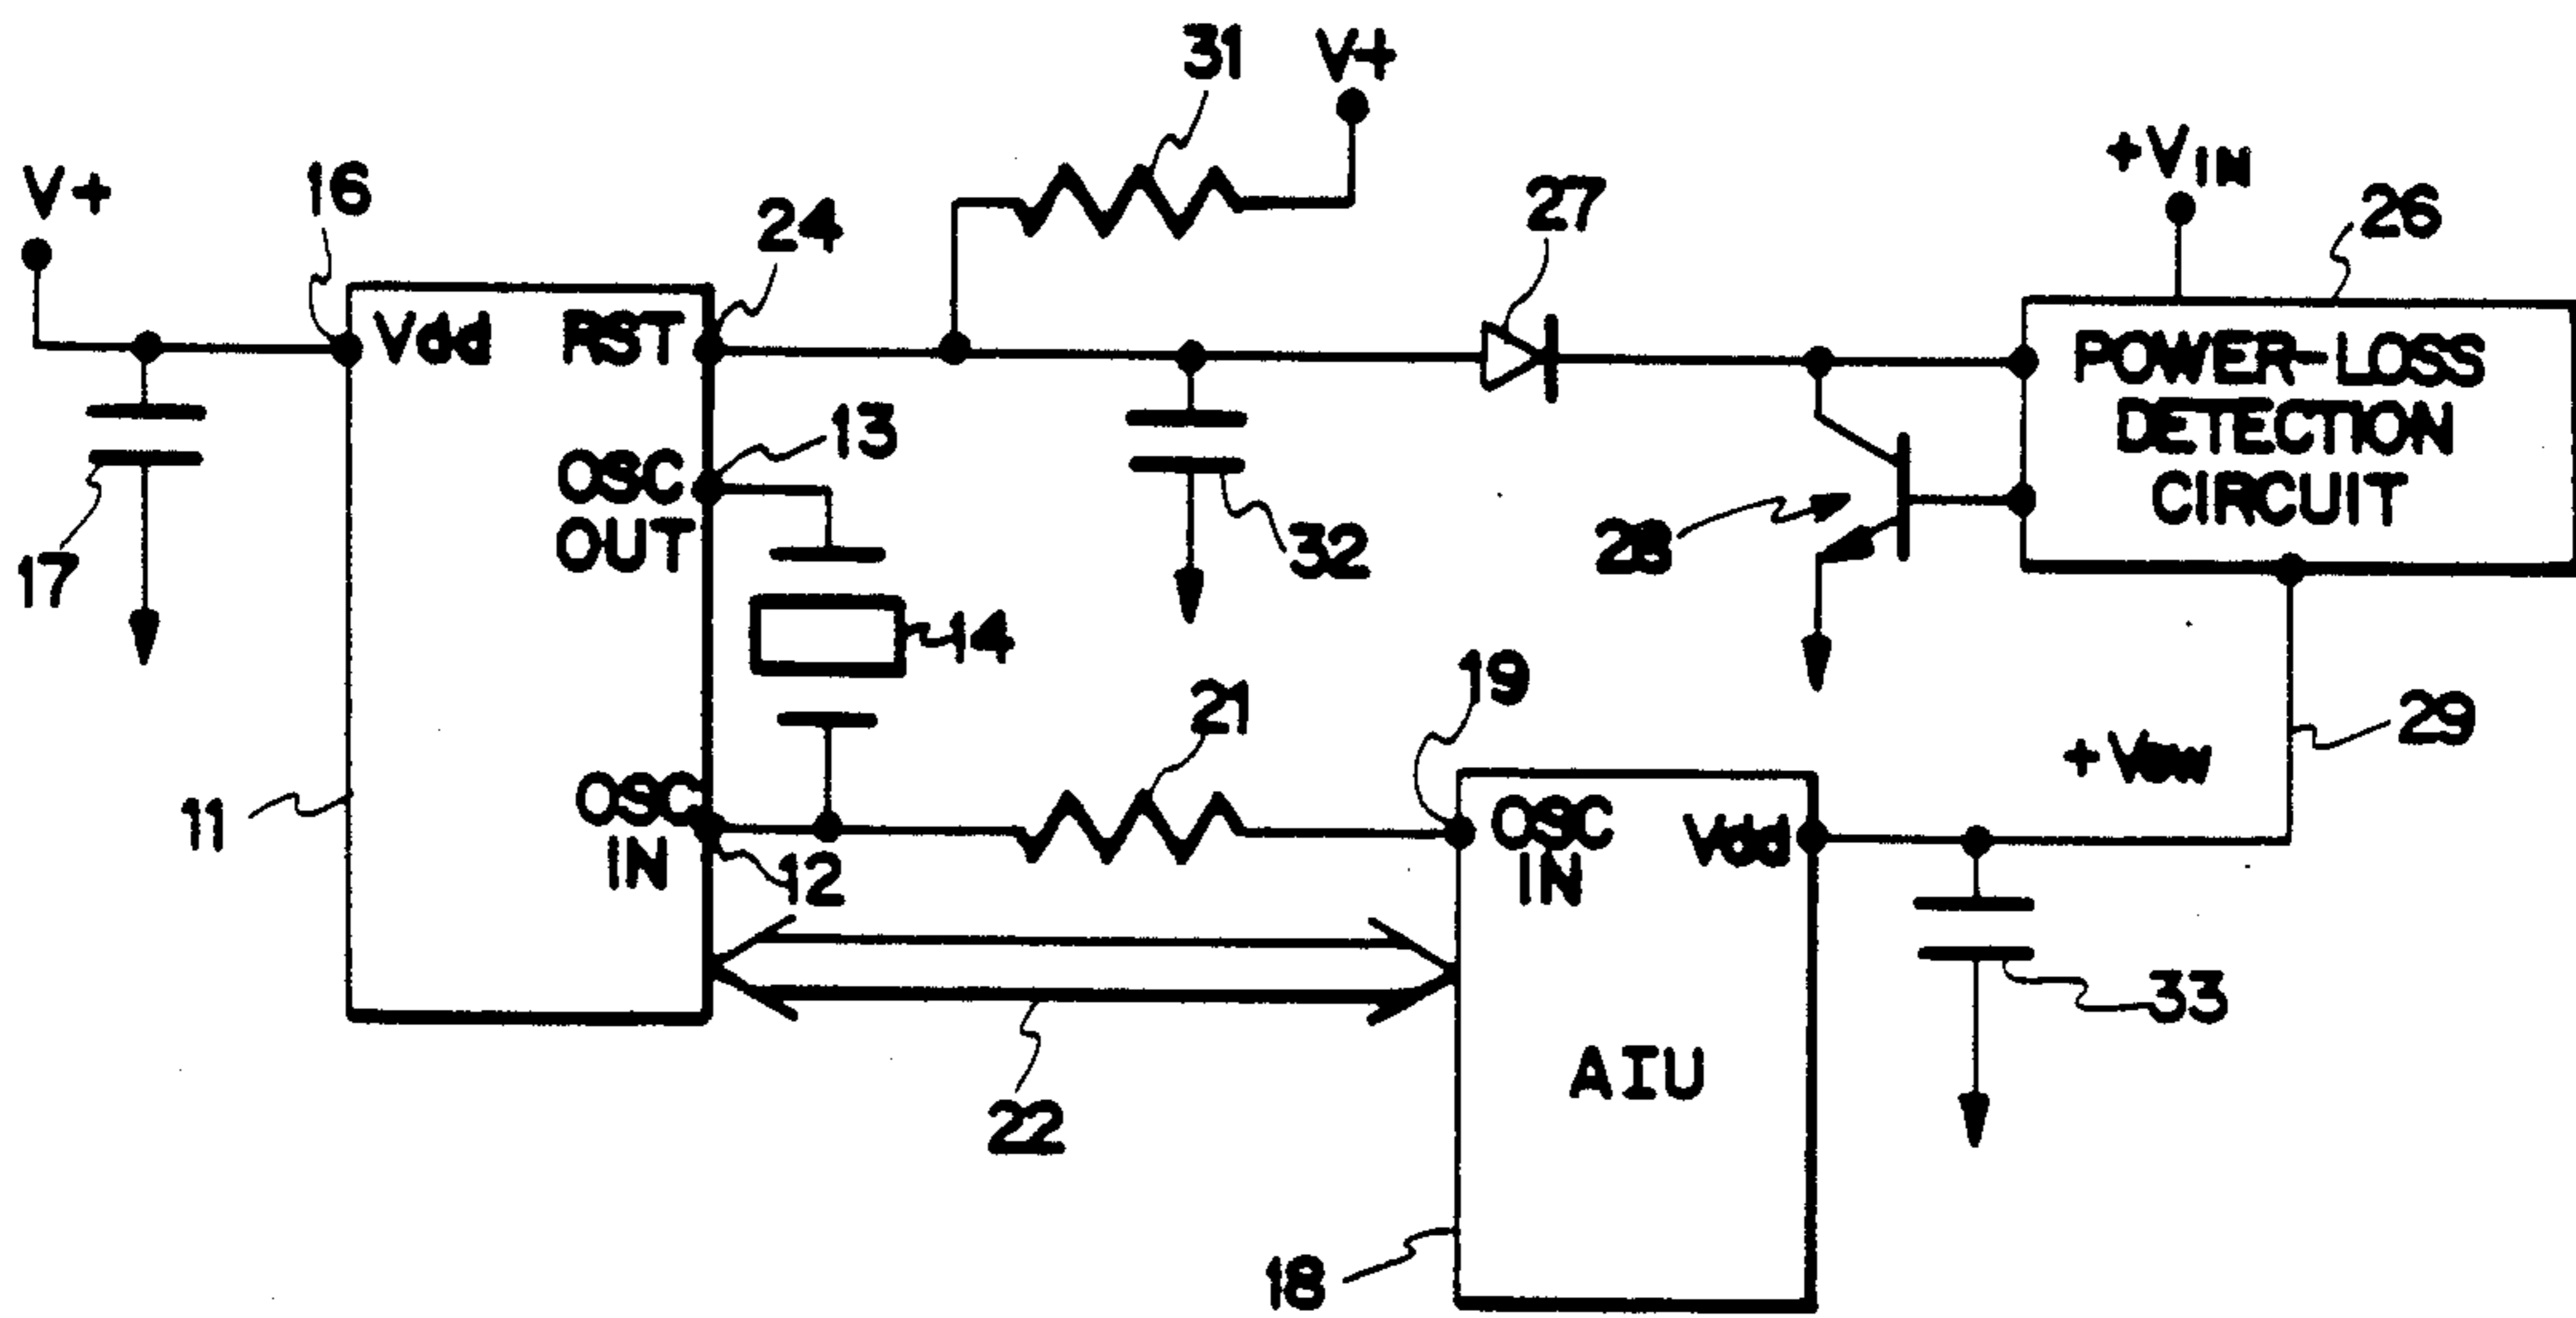 31
V+
+VIN
V+
16
24
27
26
Vdd
RST
POWER-LOSS
DETECTION
CIRCUIT
13
OSC
OUT
17
32
28
14
21
19
29
+VSW
11
OSC
IN
12
OSC
IN
Vdd
33
22
AIU
18